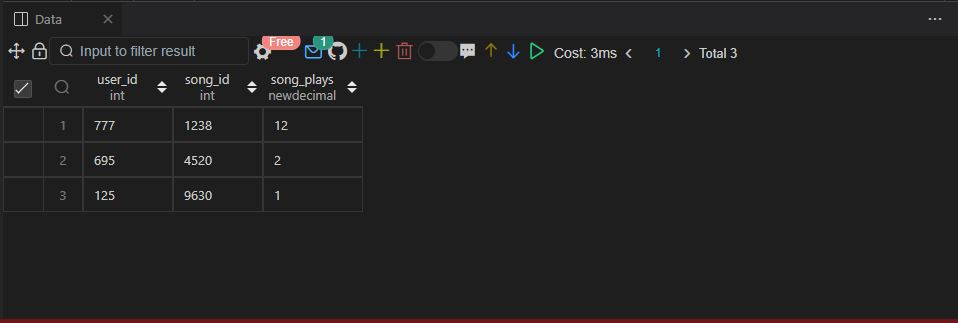 Data
Input to filter result Free 1 Cost: 3ms 1 Total 3
user_id song_id song_plays
int int newdecimal
1 777 1238 12
2 695 4520 2
3 125 9630 1